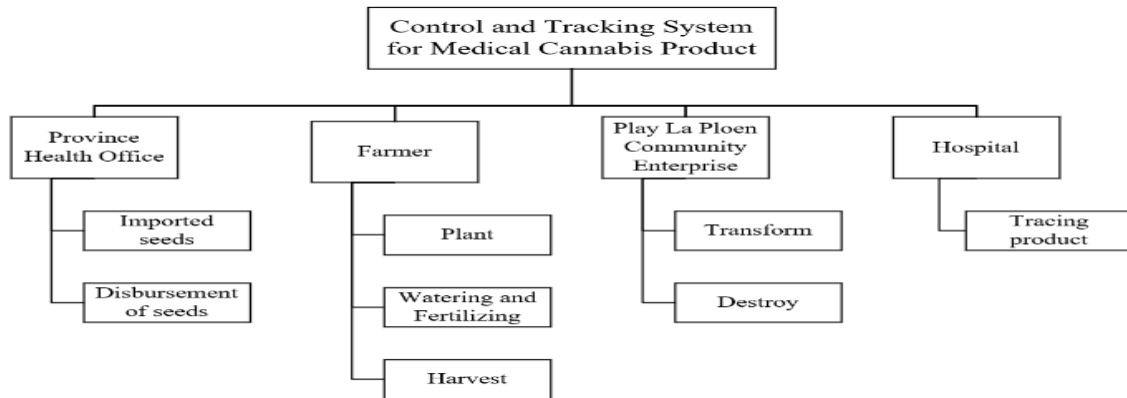 Control and Tracking System
for Medical Cannabis Product
Province
Health Office
Farmer
Play La Ploen
Community
Enterprise
Hospital
Imported
seeds
Plant
Transform
Tracing
product
Disbursement
of seeds
Watering and
Fertilizing
Destroy
Harvest